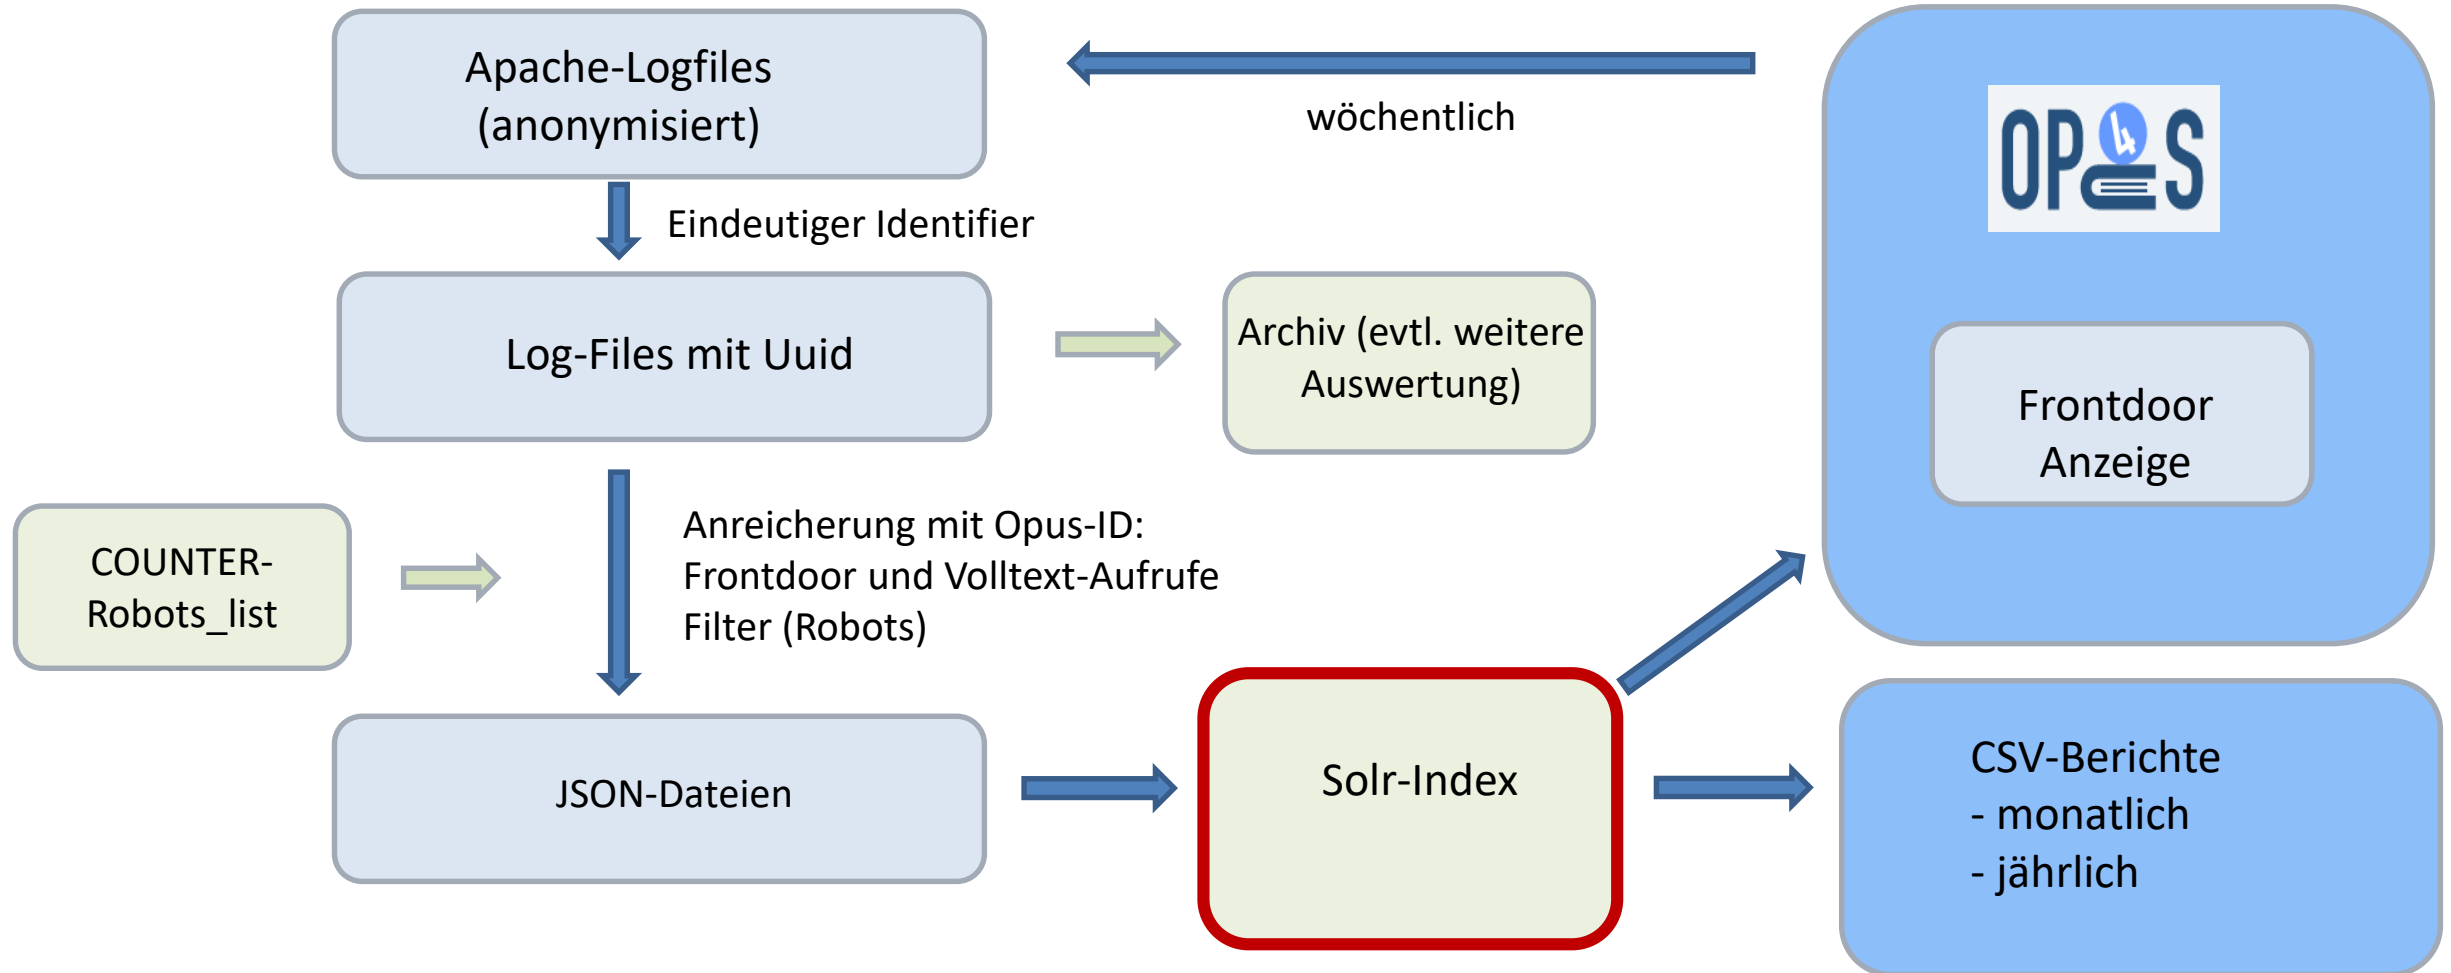 Apache-Logfiles
(anonymisiert)
wöchentlich
OPUS 4
Eindeutiger Identifier
Log-Files mit Uuid
Archiv (evtl. weitere
Auswertung)
Frontdoor
Anzeige
COUNTER-
Robots_list
Anreicherung mit Opus-ID:
Frontdoor und Volltext-Aufrufe
Filter (Robots)
JSON-Dateien
Solr-Index
CSV-Berichte
- monatlich
- jährlich